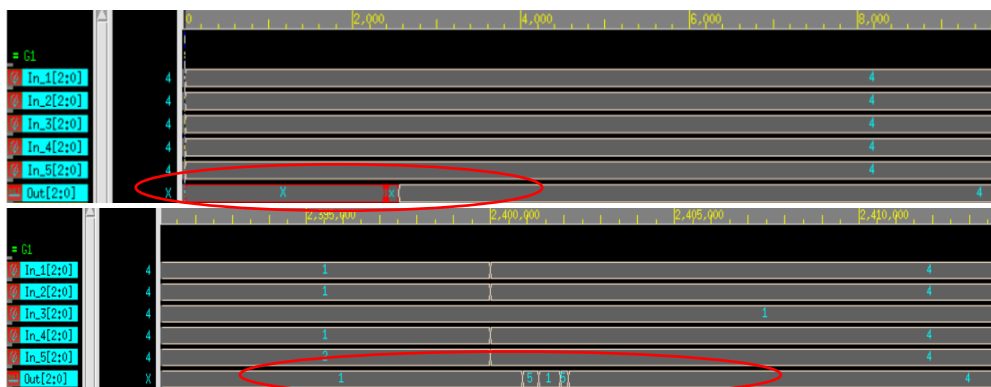 0 2,000 4,000 6,000 8,000
= G1
In_1[2:0] 4 4
In_2[2:0] 4 4
In_3[2:0] 4 4
In_4[2:0] 4 4
In_5[2:0] 4 4
Out[2:0] X X x 4
2,395,000 2,400,000 2,405,000 2,410,000
= G1
In_1[2:0] 4 1 4
In_2[2:0] 4 1 4
In_3[2:0] 4 1
In_4[2:0] 4 1 4
In_5[2:0] 4 4
Out[2:0] X 1 5 1 5 4